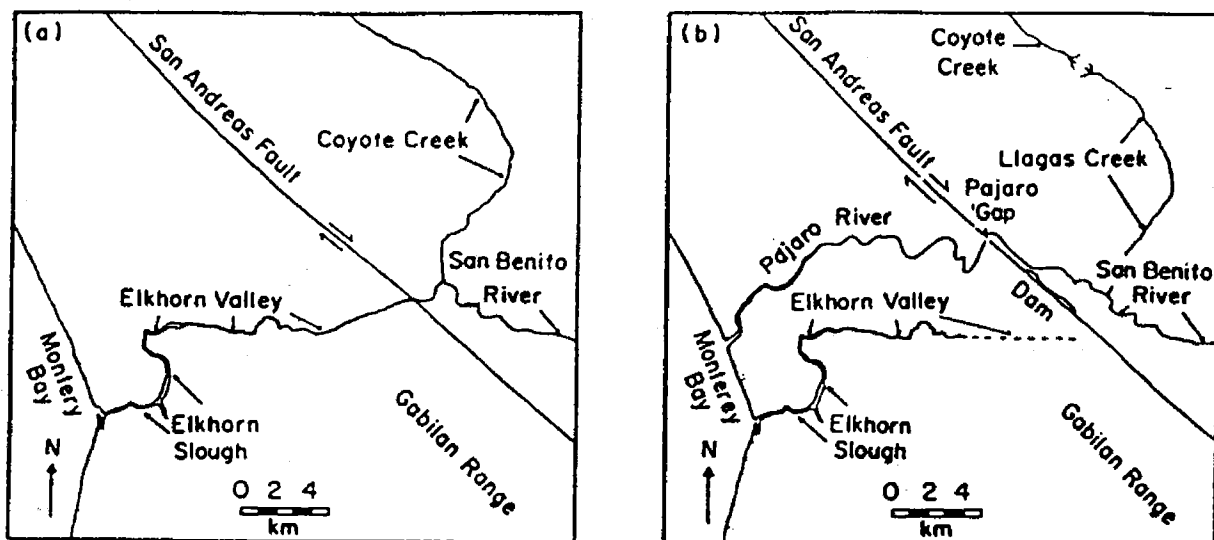 (a)
San Andreas Fault
Coyote Creek
San Benito
River
Elkhorn Valley
Montery
Bay
Elkhorn
Slough
Gabilan Range
N
0 2 4
km
(b)
Coyote
Creek
San Andreas Fault
Llagas Creek
Pajaro
Gap
Pajaro River
San Benito
River
Dam
Elkhorn Valley
Monterey
Bay
Elkhorn
Slough
Gabilan Range
N
0 2 4
km